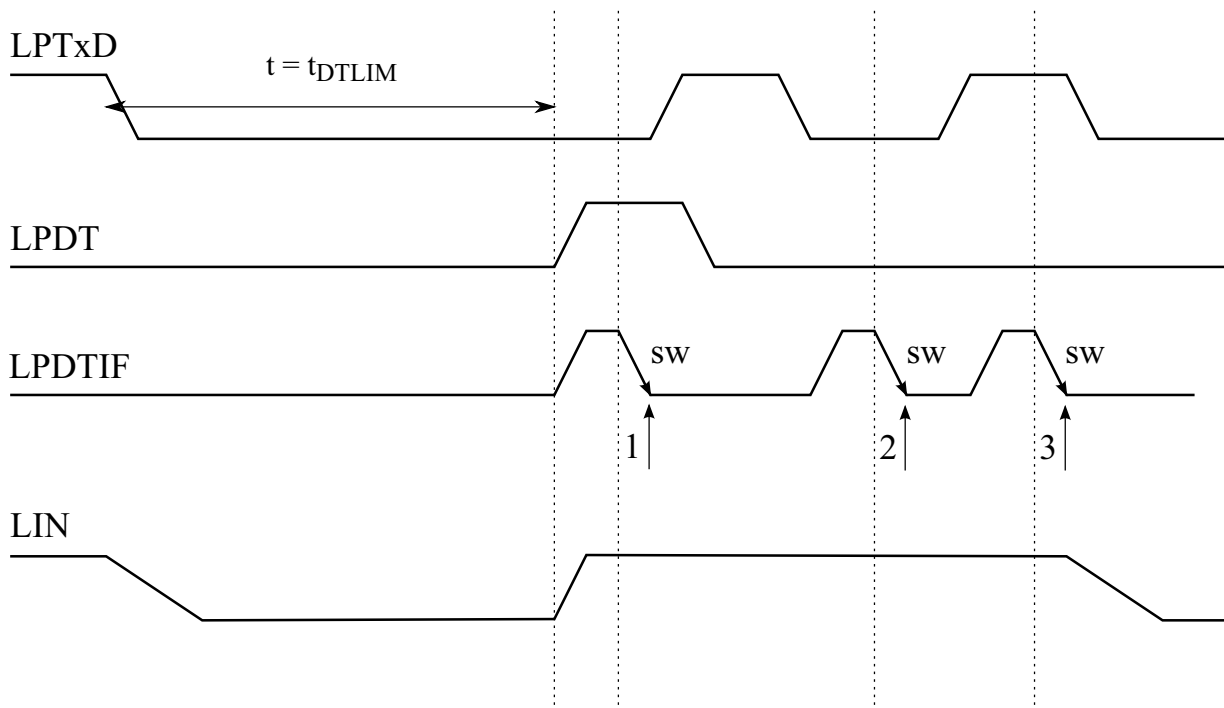 LPTxD
t = tDTLIM
LPDT
LPDTIF
sw
sw
sw
1
2
3
LIN